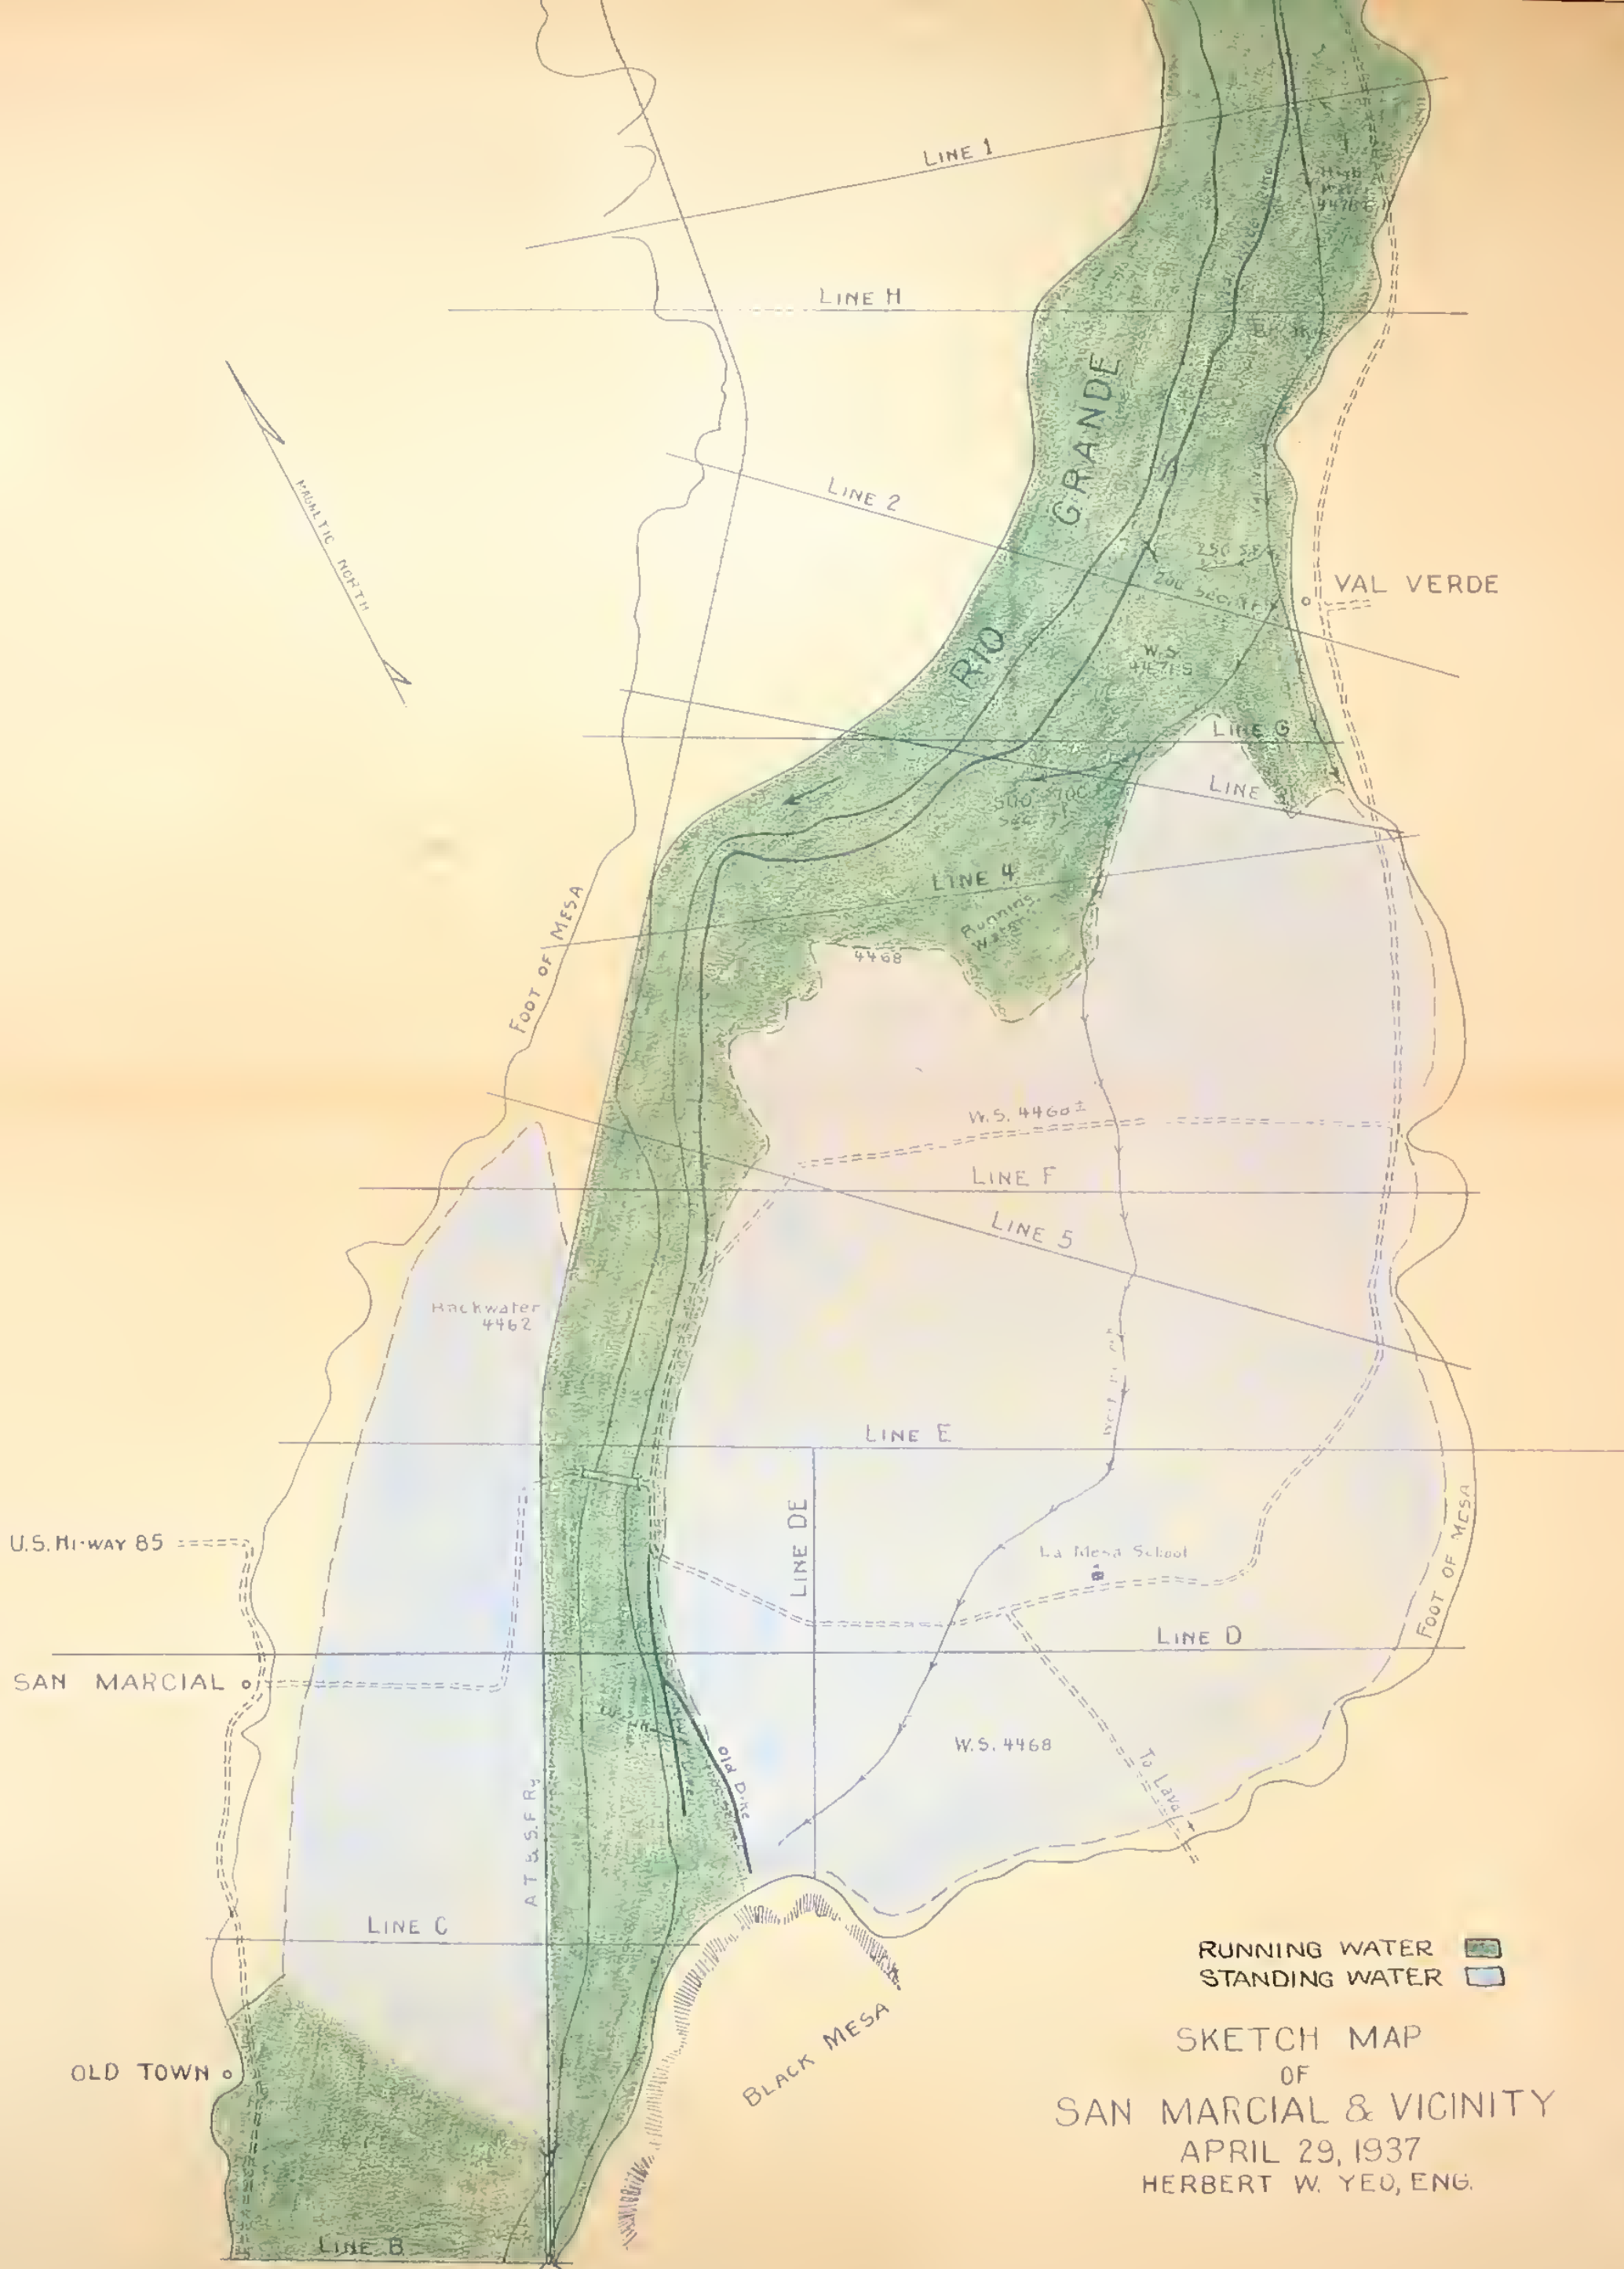 LINE 1
LINE H
LINE 2
MAGNETIC NORTH
RIO GRANDE
VAL VERDE
250 S.F.
200 SEC. FT.
W.S.
LINE G
LINE
500
LINE 4
Running
Water
4468
FOOT OF MESA
W.S. 4460±
LINE F
LINE 5
Backwater
4462
LINE E
LINE DE
U.S. HI-WAY 85
La Mesa School
FOOT OF MESA
LINE D
SAN MARCIAL
Old Dike
W.S. 4468
To Lava
A T & S. F. Ry
LINE C
OLD TOWN
BLACK MESA
LINE B
RUNNING WATER
STANDING WATER
SKETCH MAP
OF
SAN MARCIAL & VICINITY
APRIL 29, 1937
HERBERT W. YEO, ENG.